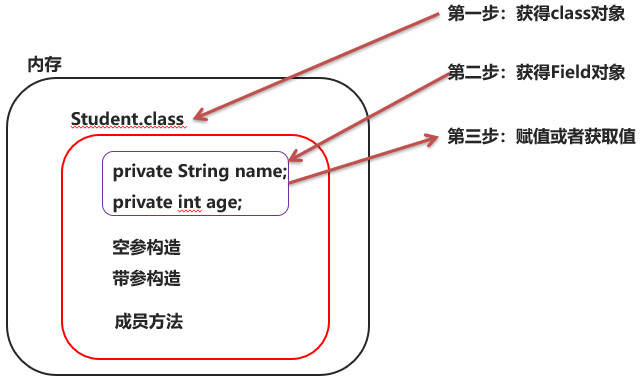 第一步：获得class对象
内存
第二步：获得Field对象
Student.class
第三步：赋值或者获取值
private String name;
private int age;
空参构造
带参构造
成员方法